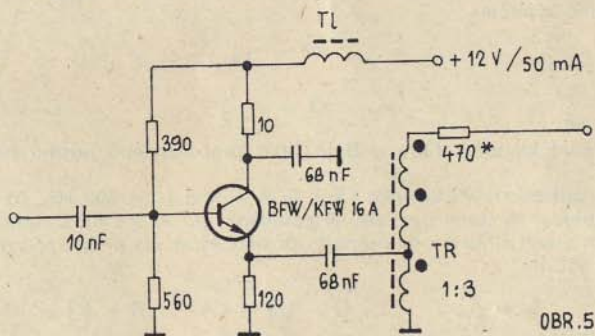 Tl
+ 12 V / 50 mA
390
10
470*
68 nF
BFW/KFW 16 A
10 nF
TR
68 nF
1:3
560
120
OBR.5